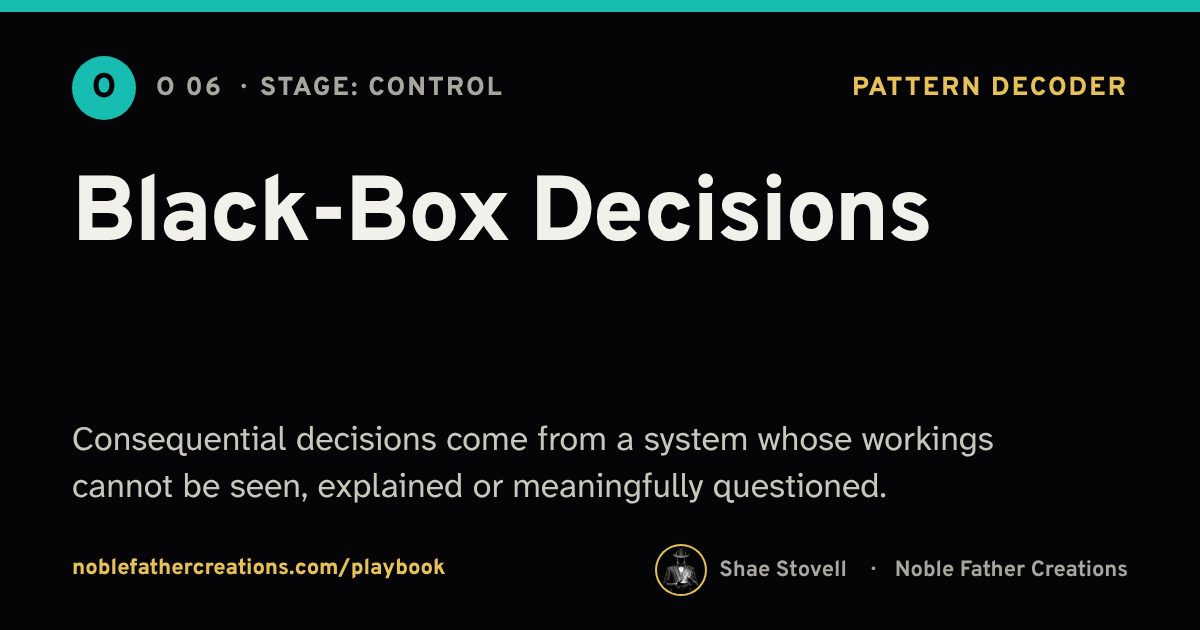 O
O 06 · STAGE: CONTROL
PATTERN DECODER
Black-Box Decisions
Consequential decisions come from a system whose workings
cannot be seen, explained or meaningfully questioned.
noblefathercreations.com/playbook
Shae Stovell · Noble Father Creations